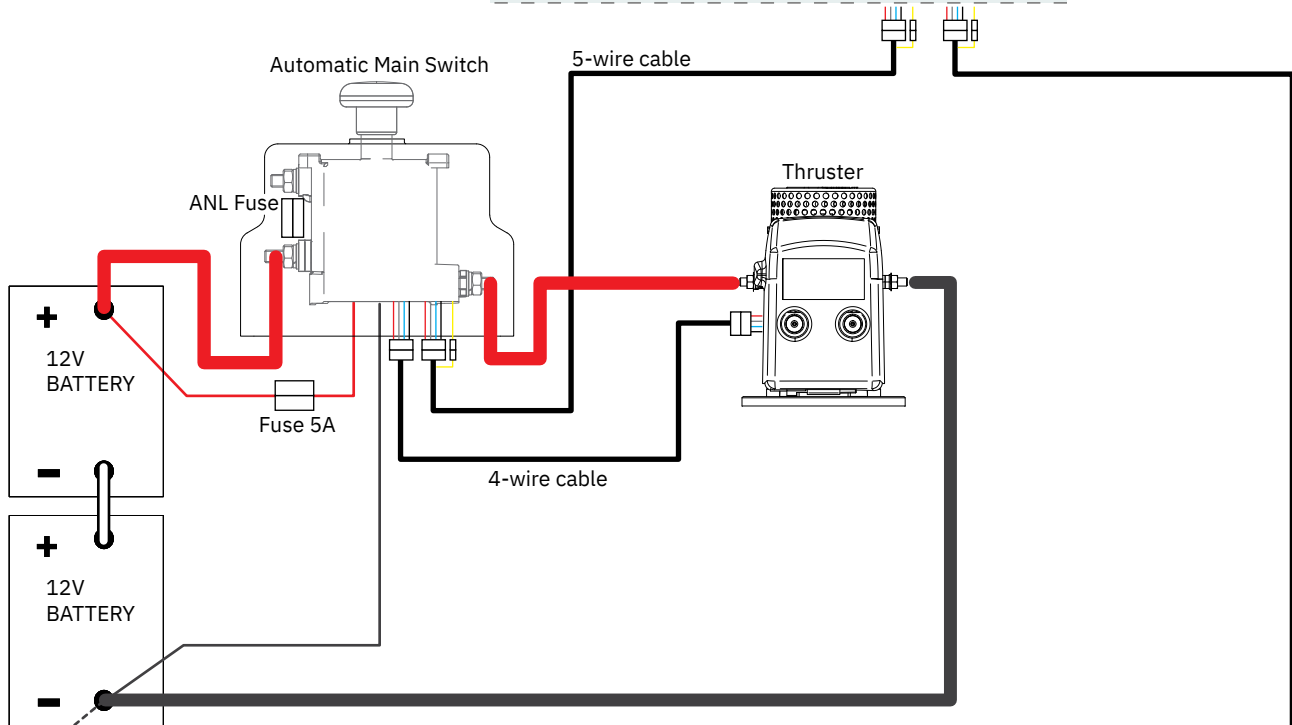 5-wire cable
Automatic Main Switch
Thruster
ANL Fuse
+
12V
BATTERY
Fuse 5A
-
4-wire cable
+
12V
BATTERY
-